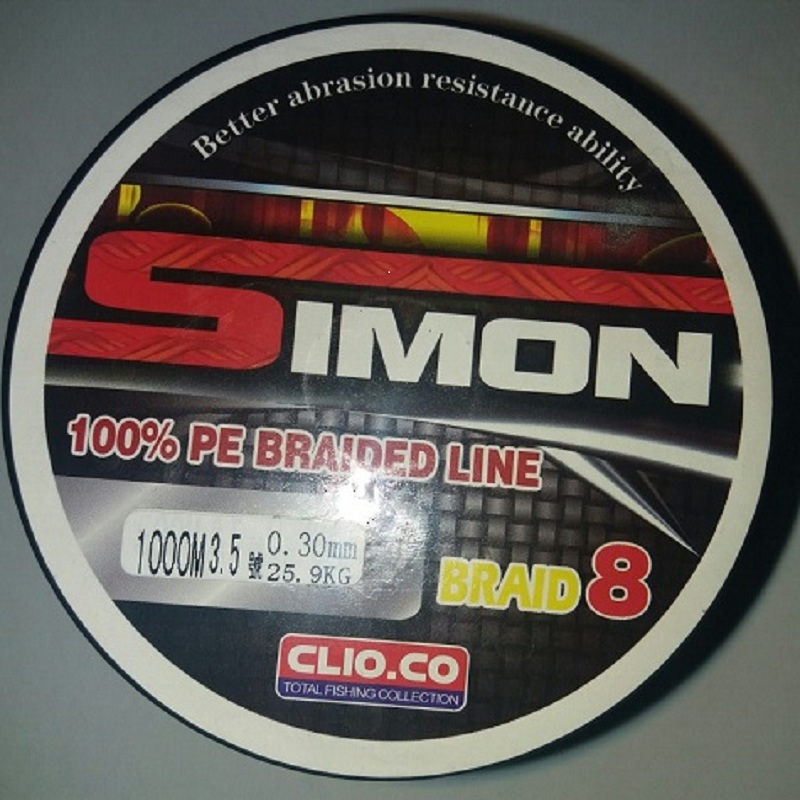 Better abrasion resistance ability
SIMON
100% PE BRAIDED LINE
1000M 3.5 號 0.30mm
25.9KG
BRAID 8
CLIO.CO
TOTAL FISHING COLLECTION